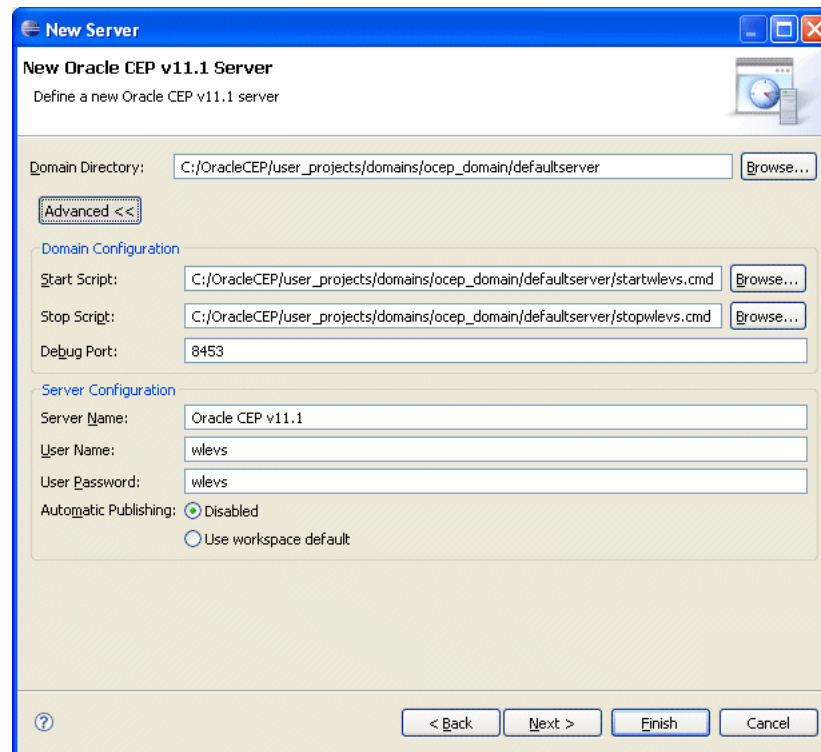 New Server
New Oracle CEP v11.1 Server
Define a new Oracle CEP v11.1 server
Domain Directory: C:/OracleCEP/user_projects/domains/ocep_domain/defaultserver Browse...
Advanced <<
Domain Configuration
Start Script: C:/OracleCEP/user_projects/domains/ocep_domain/defaultserver/startwlevs.cmd Browse...
Stop Script: C:/OracleCEP/user_projects/domains/ocep_domain/defaultserver/stopwlevs.cmd Browse...
Debug Port: 8453
Server Configuration
Server Name: Oracle CEP v11.1
User Name: wlevs
User Password: wlevs
Automatic Publishing: Disabled
Use workspace default
? < Back Next > Finish Cancel